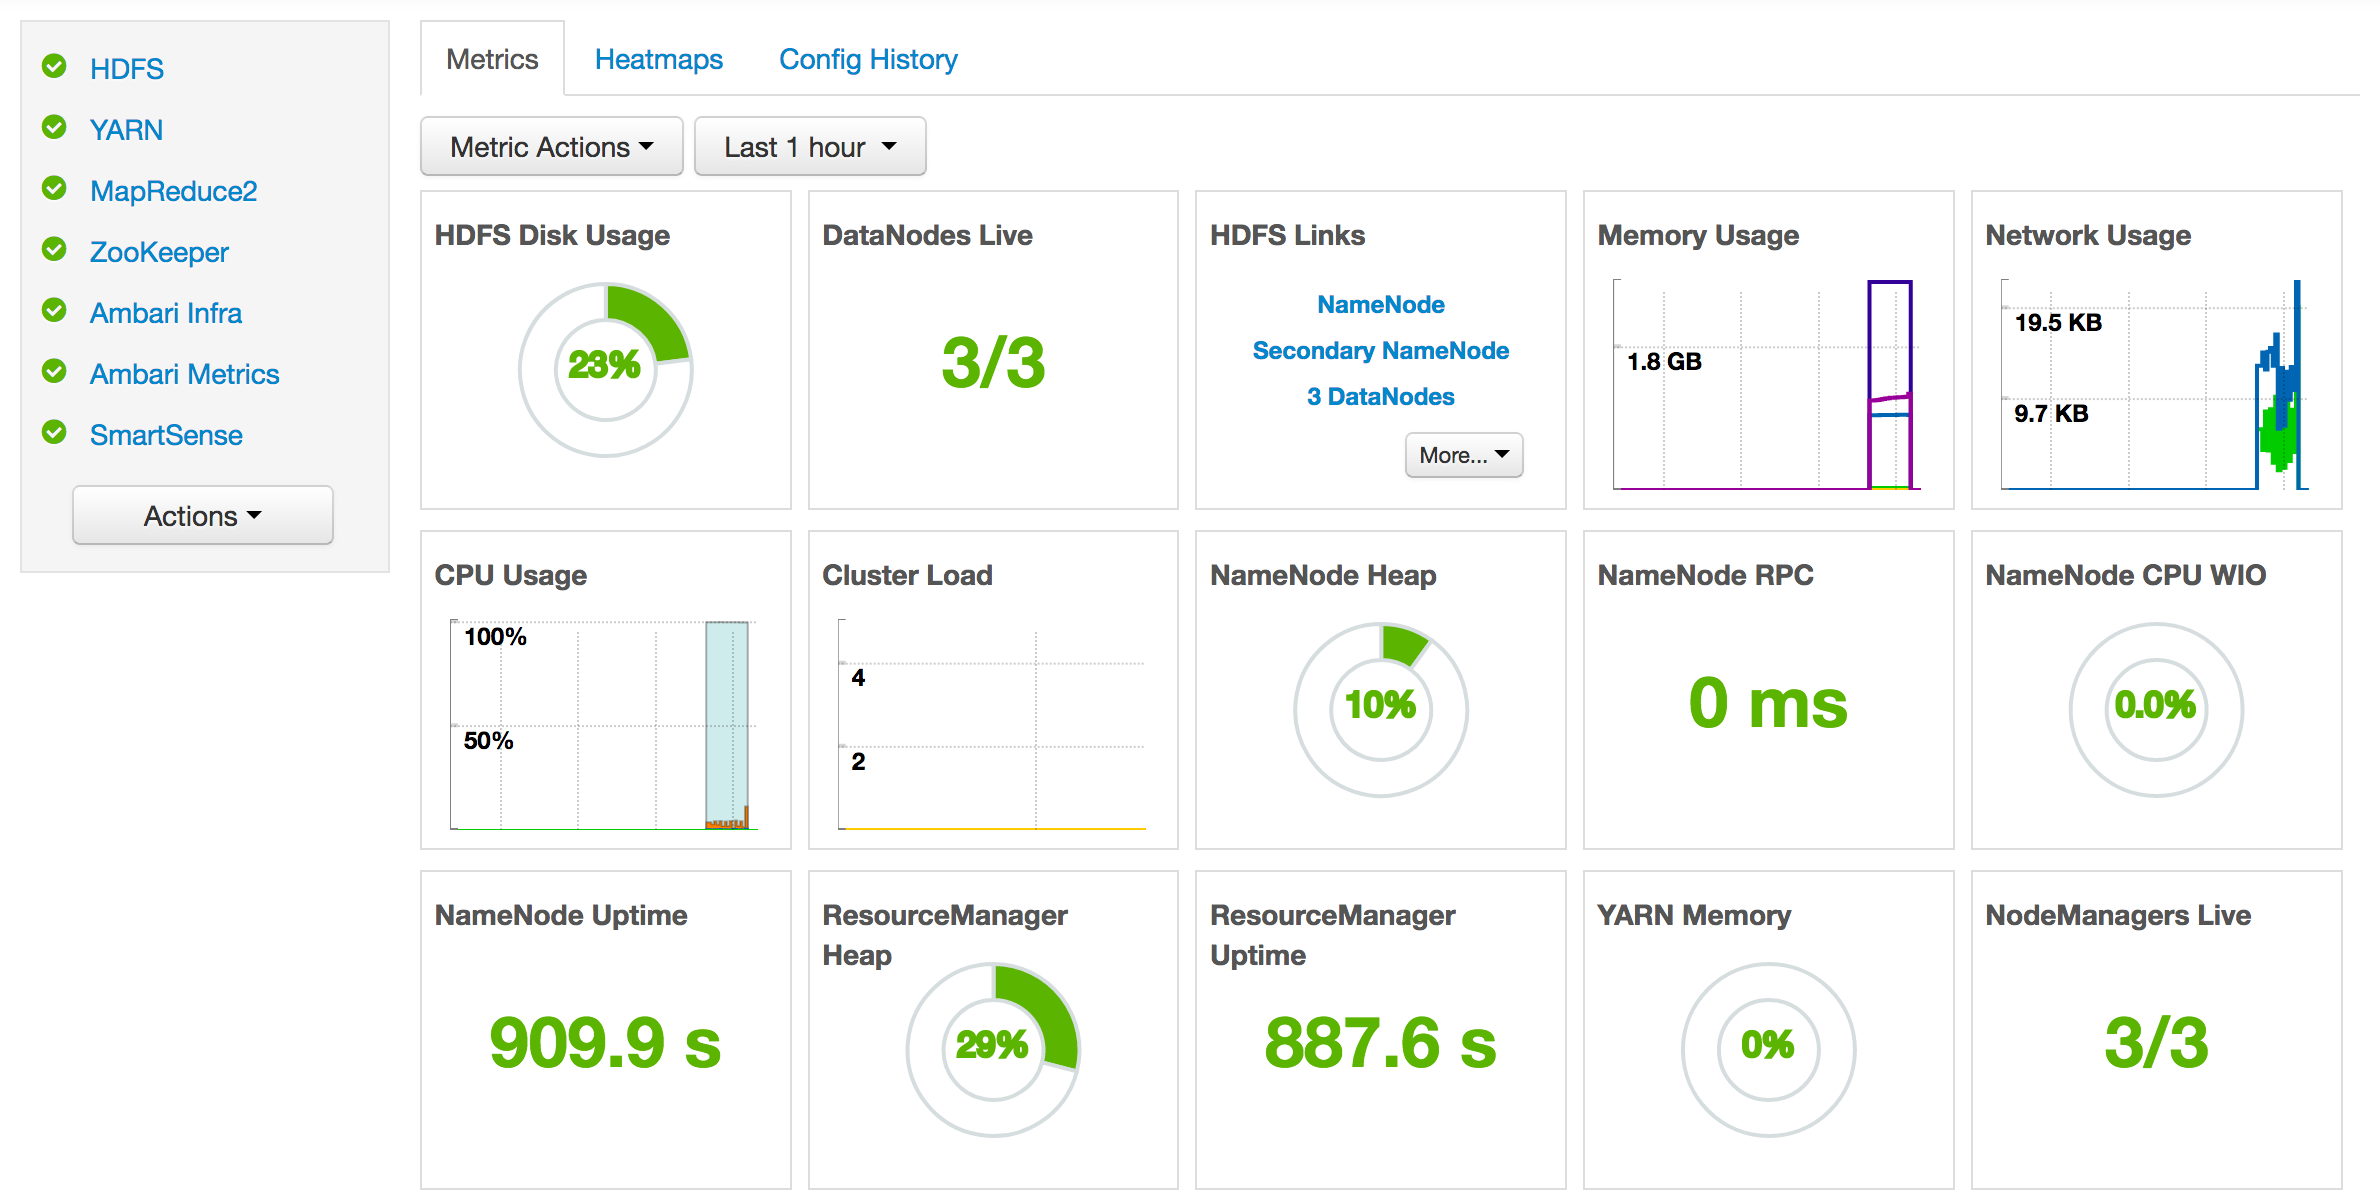 HDFS
YARN
MapReduce2
ZooKeeper
Ambari Infra
Ambari Metrics
SmartSense
Actions
Metrics
Heatmaps
Config History
Metric Actions
Last 1 hour
HDFS Disk Usage
23%
DataNodes Live
3/3
HDFS Links
NameNode
Secondary NameNode
3 DataNodes
More...
Memory Usage
1.8 GB
Network Usage
19.5 KB
9.7 KB
CPU Usage
100%
50%
Cluster Load
4
2
NameNode Heap
10%
NameNode RPC
0 ms
NameNode CPU WIO
0.0%
NameNode Uptime
909.9 s
ResourceManager
Heap
29%
ResourceManager
Uptime
887.6 s
YARN Memory
0%
NodeManagers Live
3/3